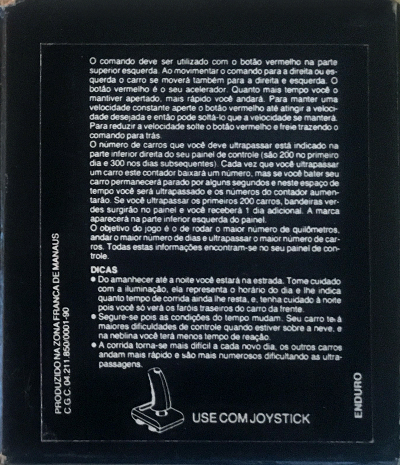 O comando deve ser utilizado com o botão vermelho na parte
superior esquerda. Ao movimentar o comando para a direita ou es-
querda o carro se moverá também para a direita e esquerda. O
botão vermelho é o seu acelerador. Quanto mais tempo você o
mantiver apertado, mais rápido você andará. Para manter uma
velocidade constante aperte o botão vermelho até atingir a veloci-
dade desejada e então pode soltá-lo que a velocidade se manterá.
Para reduzir a velocidade solte o botão vermelho e freie trazendo o
comando para trás.
O número de carros que você deve ultrapassar está indicado na
parte inferior direita do seu painel de controle (são 200 no primeiro
dia e 300 nos dias subsequentes). Cada vez que você ultrapassar
um carro este contador baixará um número, mas se você bater seu
carro permanecerá parado por alguns segundos e neste espaço de
tempo você será ultrapassado e os números do contador aumen-
tarão. Se você ultrapassar os primeiros 200 carros, bandeiras ver-
des surgirão no painel e você receberá 1 dia adicional. A marca
aparecerá na parte inferior esquerda do painel.
O objetivo do jogo é o de rodar o maior número de quilômetros,
andar o maior número de dias e ultrapassar o maior número de car-
ros. Todas estas informações encontram-se no seu painel de con-
trole.
DICAS
● Do amanhecer até a noite você estará na estrada. Tome cuidado
com a iluminação, ela representa o horário do dia e lhe indica
quanto tempo de corrida ainda lhe resta, e, tenha cuidado à noite
pois você só verá os faróis traseiros do carro da frente.
● Segure-se pois as condições do tempo mudam. Seu carro terá
maiores dificuldades de controle quando estiver sobre a neve, e
na neblina você terá menos tempo de reação.
● A corrida torna-se mais difícil a cada novo dia, os outros carros
andam mais rápido e são mais numerosos dificultando as ultra-
passagens.
USE COM JOYSTICK
PRODUZIDO NA ZONA FRANCA DE MANAUS
C.G.C. 04.211.850/0001-90
ENDURO